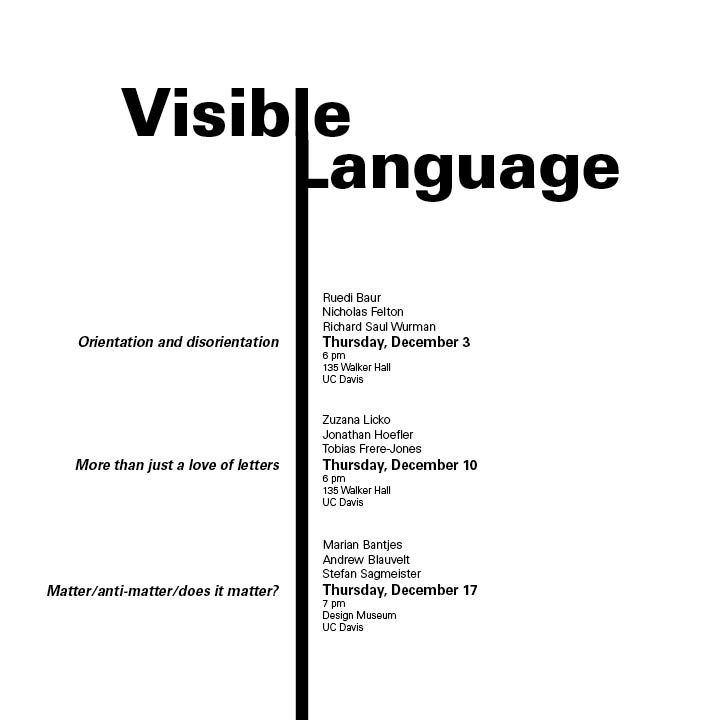 Visible
Language
Ruedi Baur
Nicholas Felton
Richard Saul Wurman
Orientation and disorientation
Thursday, December 3
6 pm
135 Walker Hall
UC Davis
Zuzana Licko
Jonathan Hoefler
Tobias Frere-Jones
More than just a love of letters
Thursday, December 10
6 pm
135 Walker Hall
UC Davis
Marian Bantjes
Andrew Blauvelt
Stefan Sagmeister
Matter/anti-matter/does it matter?
Thursday, December 17
7 pm
Design Museum
UC Davis